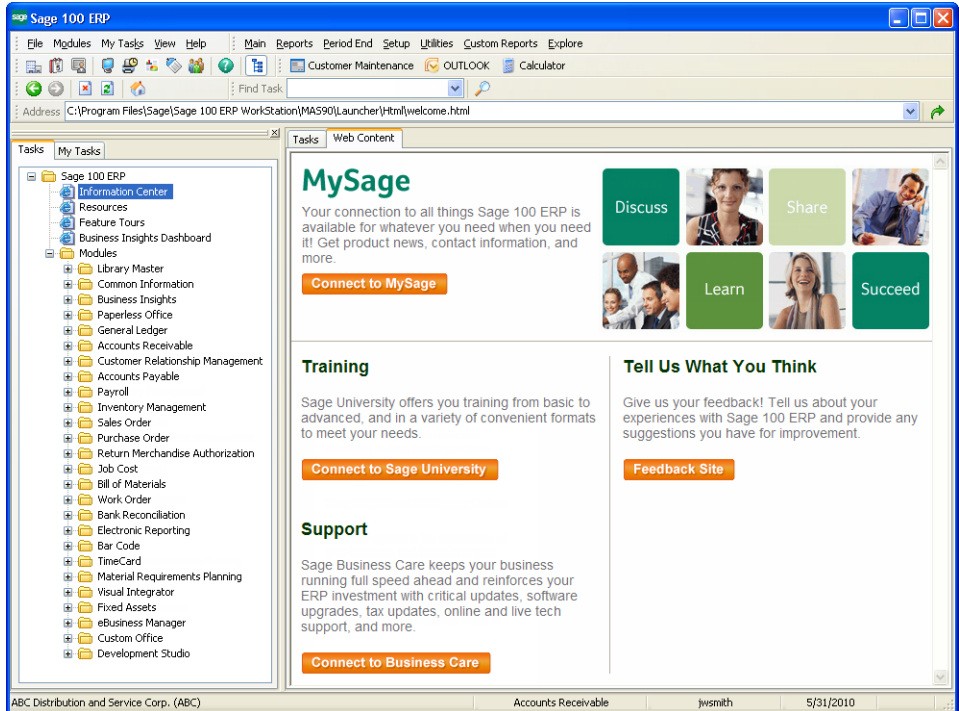 sage Sage 100 ERP
File Modules My Tasks View Help Main Reports Period End Setup Utilities Custom Reports Explore
Customer Maintenance OUTLOOK Calculator
Find Task
Address C:\Program Files\Sage\Sage 100 ERP WorkStation\MAS90\Launcher\Html\welcome.html
Tasks My Tasks
Sage 100 ERP
Information Center
Resources
Feature Tours
Business Insights Dashboard
Modules
Library Master
Common Information
Business Insights
Paperless Office
General Ledger
Accounts Receivable
Customer Relationship Management
Accounts Payable
Payroll
Inventory Management
Sales Order
Purchase Order
Return Merchandise Authorization
Job Cost
Bill of Materials
Work Order
Bank Reconciliation
Electronic Reporting
Bar Code
TimeCard
Material Requirements Planning
Visual Integrator
Fixed Assets
eBusiness Manager
Custom Office
Development Studio
Tasks Web Content
MySage
Your connection to all things Sage 100 ERP is
available for whatever you need when you need
it! Get product news, contact information, and
more.
Connect to MySage
Discuss
Share
Learn
Succeed
Training
Sage University offers you training from basic to
advanced, and in a variety of convenient formats
to meet your needs.
Connect to Sage University
Support
Sage Business Care keeps your business
running full speed ahead and reinforces your
ERP investment with critical updates, software
upgrades, tax updates, online and live tech
support, and more.
Connect to Business Care
Tell Us What You Think
Give us your feedback! Tell us about your
experiences with Sage 100 ERP and provide any
suggestions you have for improvement.
Feedback Site
ABC Distribution and Service Corp. (ABC) Accounts Receivable jwsmith 5/31/2010